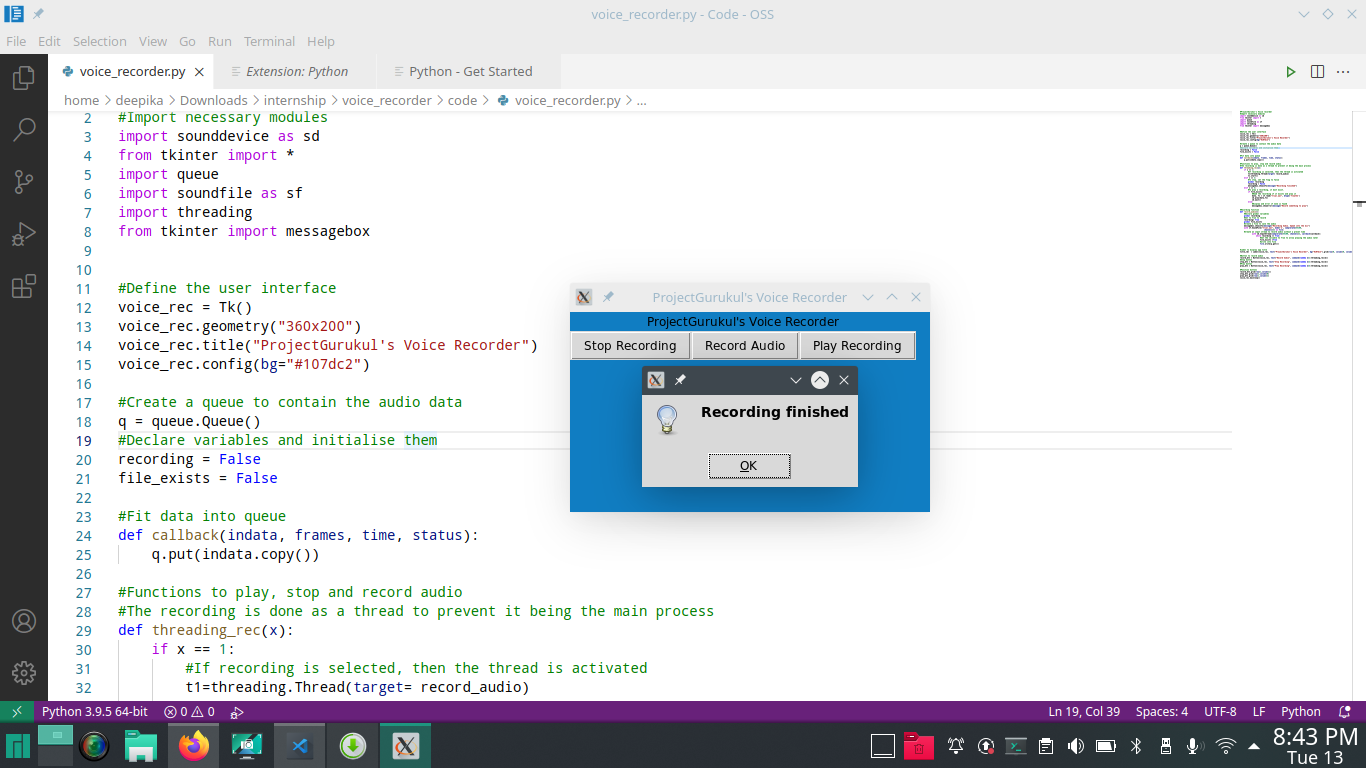 voice_recorder.py - Code - OSS
File Edit Selection View Go Run Terminal Help
voice_recorder.py Extension: Python Python - Get Started
home > deepika > Downloads > internship > voice_recorder > code > voice_recorder.py > ...
2 #Import necessary modules
3 import sounddevice as sd
4 from tkinter import *
5 import queue
6 import soundfile as sf
7 import threading
8 from tkinter import messagebox
9
10
11 #Define the user interface
12 voice_rec = Tk()
13 voice_rec.geometry("360x200")
14 voice_rec.title("ProjectGurukul's Voice Recorder")
15 voice_rec.config(bg="#107dc2")
16
17 #Create a queue to contain the audio data
18 q = queue.Queue()
19 #Declare variables and initialise them
20 recording = False
21 file_exists = False
22
23 #Fit data into queue
24 def callback(indata, frames, time, status):
25     q.put(indata.copy())
26
27 #Functions to play, stop and record audio
28 #The recording is done as a thread to prevent it being the main process
29 def threading_rec(x):
30     if x == 1:
31         #If recording is selected, then the thread is activated
32         t1=threading.Thread(target= record_audio)
ProjectGurukul's Voice Recorder
ProjectGurukul's Voice Recorder
Stop Recording Record Audio Play Recording
Recording finished
OK
Python 3.9.5 64-bit 0 0 Ln 19, Col 39 Spaces: 4 UTF-8 LF Python
8:43 PM
Tue 13